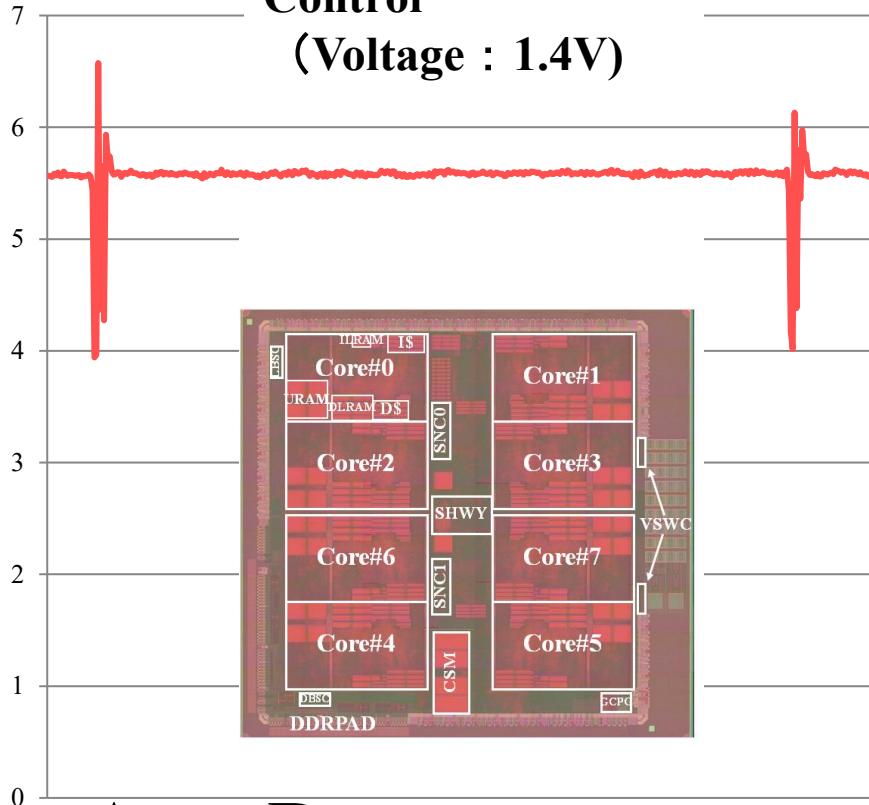 Control
（Voltage：1.4V)
7
6
5
4
3
2
1
0
ILRAM
I$
Core#0
URAM
DLRAM
D$
SNC0
Core#1
Core#2
Core#3
SHWY
VSWC
Core#6
Core#7
SNC1
Core#4
Core#5
CSM
DBSC
GCPG
DDRPAD